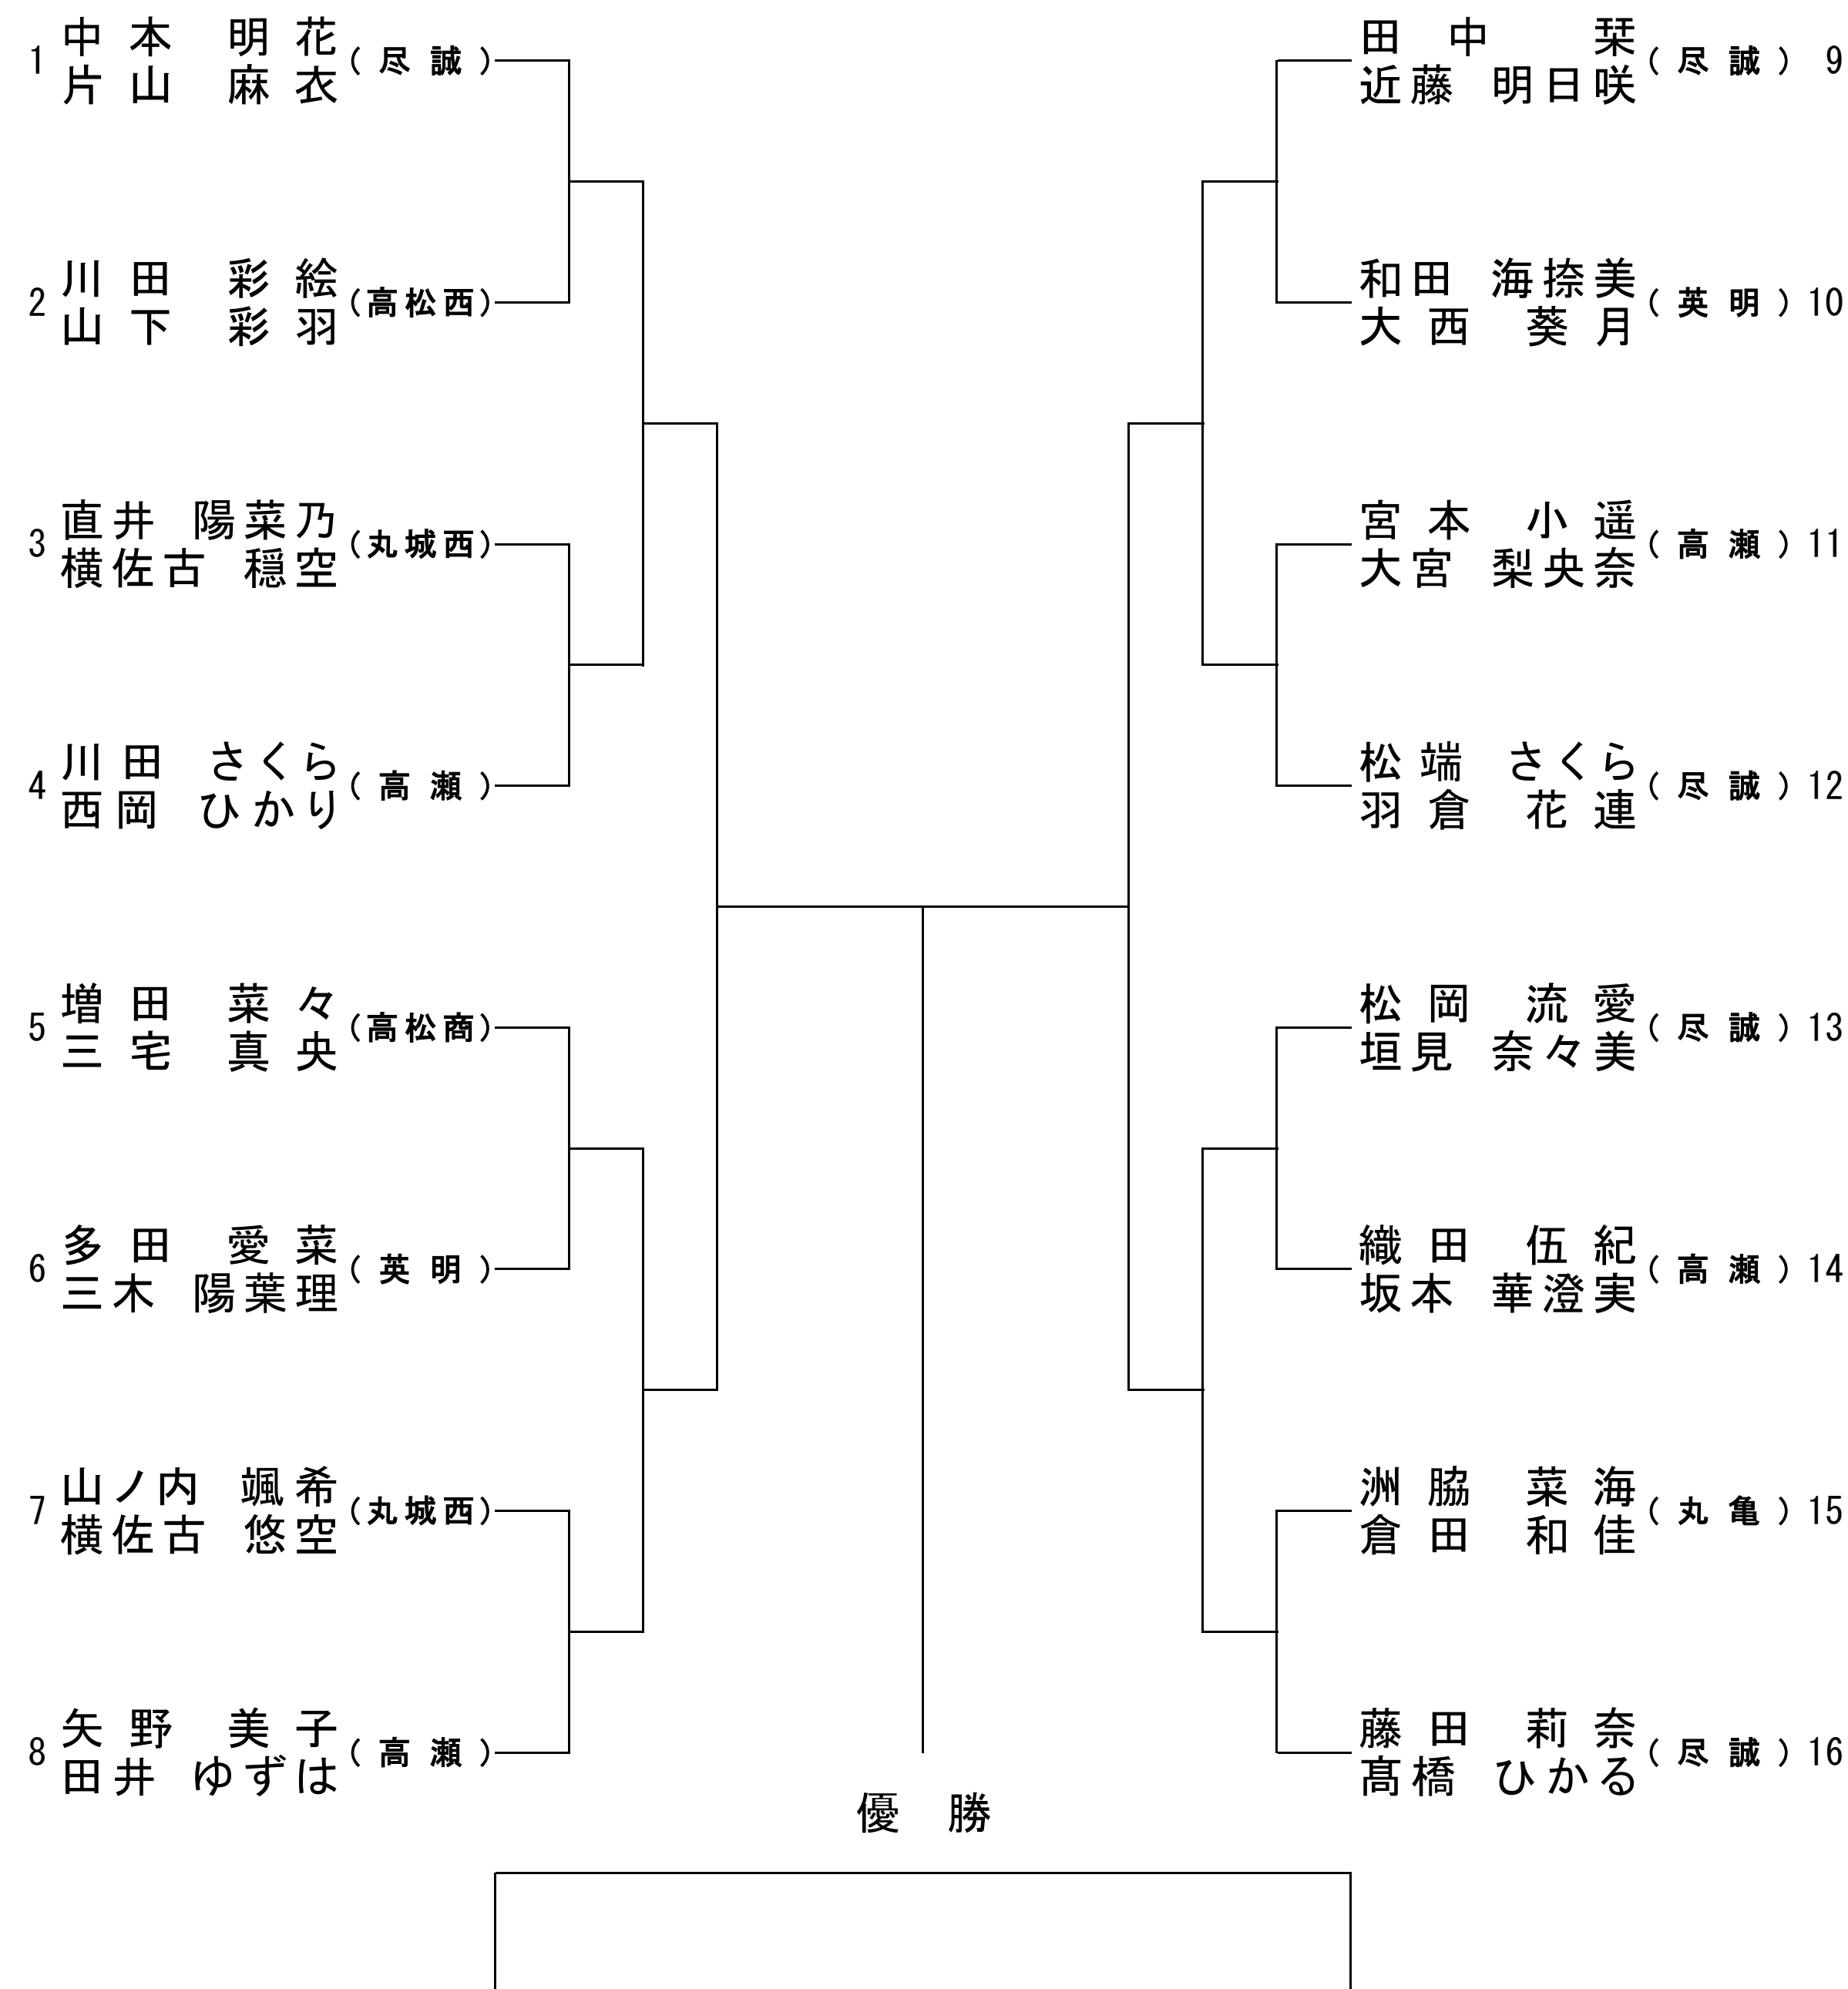 1 中本 明花 (尽誠)
片山 麻衣
2 川田 彩絵 (高松西)
山下 彩羽
3 直井 陽菜乃 (丸城西)
横佐古 穏空
4 川田 さくら (高瀬)
西岡 ひかり
5 増田 菜々 (高松商)
三宅 真央
6 多田 愛菜 (英明)
三木 陽葉理
7 山ノ内 颯希 (丸城西)
横佐古 悠空
8 矢野 美子 (高瀬)
田井 ゆずは
田中 栞 (尽誠) 9
近藤 明日咲
和田 海捺美 (英明) 10
大西 葵月
宮本 小遥 (高瀬) 11
大宮 梨央奈
松端 さくら (尽誠) 12
羽倉 花連
松岡 流愛 (尽誠) 13
垣見 奈々美
織田 伍紀 (高瀬) 14
坂本 華澄実
洲脇 菜海 (丸亀) 15
倉田 和佳
藤田 莉奈 (尽誠) 16
髙橋 ひかる
優勝